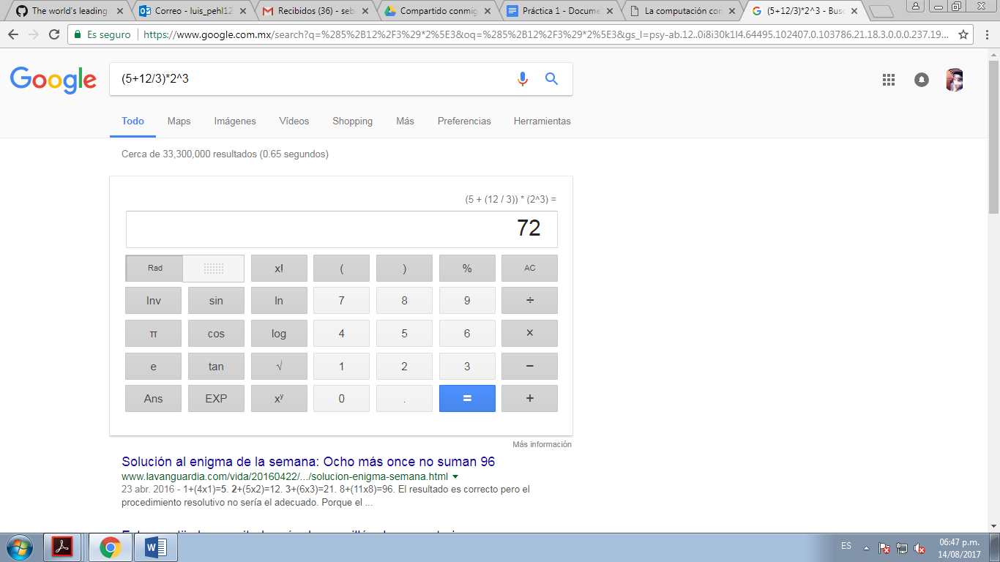 The world's leading
Correo - luis_pehl12
Recibidos (36) - seb
Compartido conmig
Práctica 1 - Docume
La computación con
(5+12/3)*2^3 - Bus
Es seguro
https://www.google.com.mx/search?q=%285%2B12%2F3%29*2%5E3&oq=%285%2B12%2F3%29*2%5E3&gs_l=psy-ab.12..0i8i30k1l4.64495.102407.0.103786.21.18.3.0.0.0.237.19...
Google
(5+12/3)*2^3
Todo Maps Imágenes Vídeos Shopping Más Preferencias Herramientas
Cerca de 33,300,000 resultados (0.65 segundos)
(5 + (12 / 3)) * (2^3) =
72
Rad x! ( ) % AC
Inv sin ln 7 8 9 ÷
π cos log 4 5 6 ×
e tan √ 1 2 3 −
Ans EXP xʸ 0 . = +
Más información
Solución al enigma de la semana: Ocho más once no suman 96
www.lavanguardia.com/vida/20160422/.../solucion-enigma-semana.html
23 abr. 2016 - 1+(4x1)=5. 2+(5x2)=12. 3+(6x3)=21. 8+(11x8)=96. El resultado es correcto pero el
procedimiento resolutivo no sería el adecuado. Porque el ...
ES
06:47 p.m.
14/08/2017